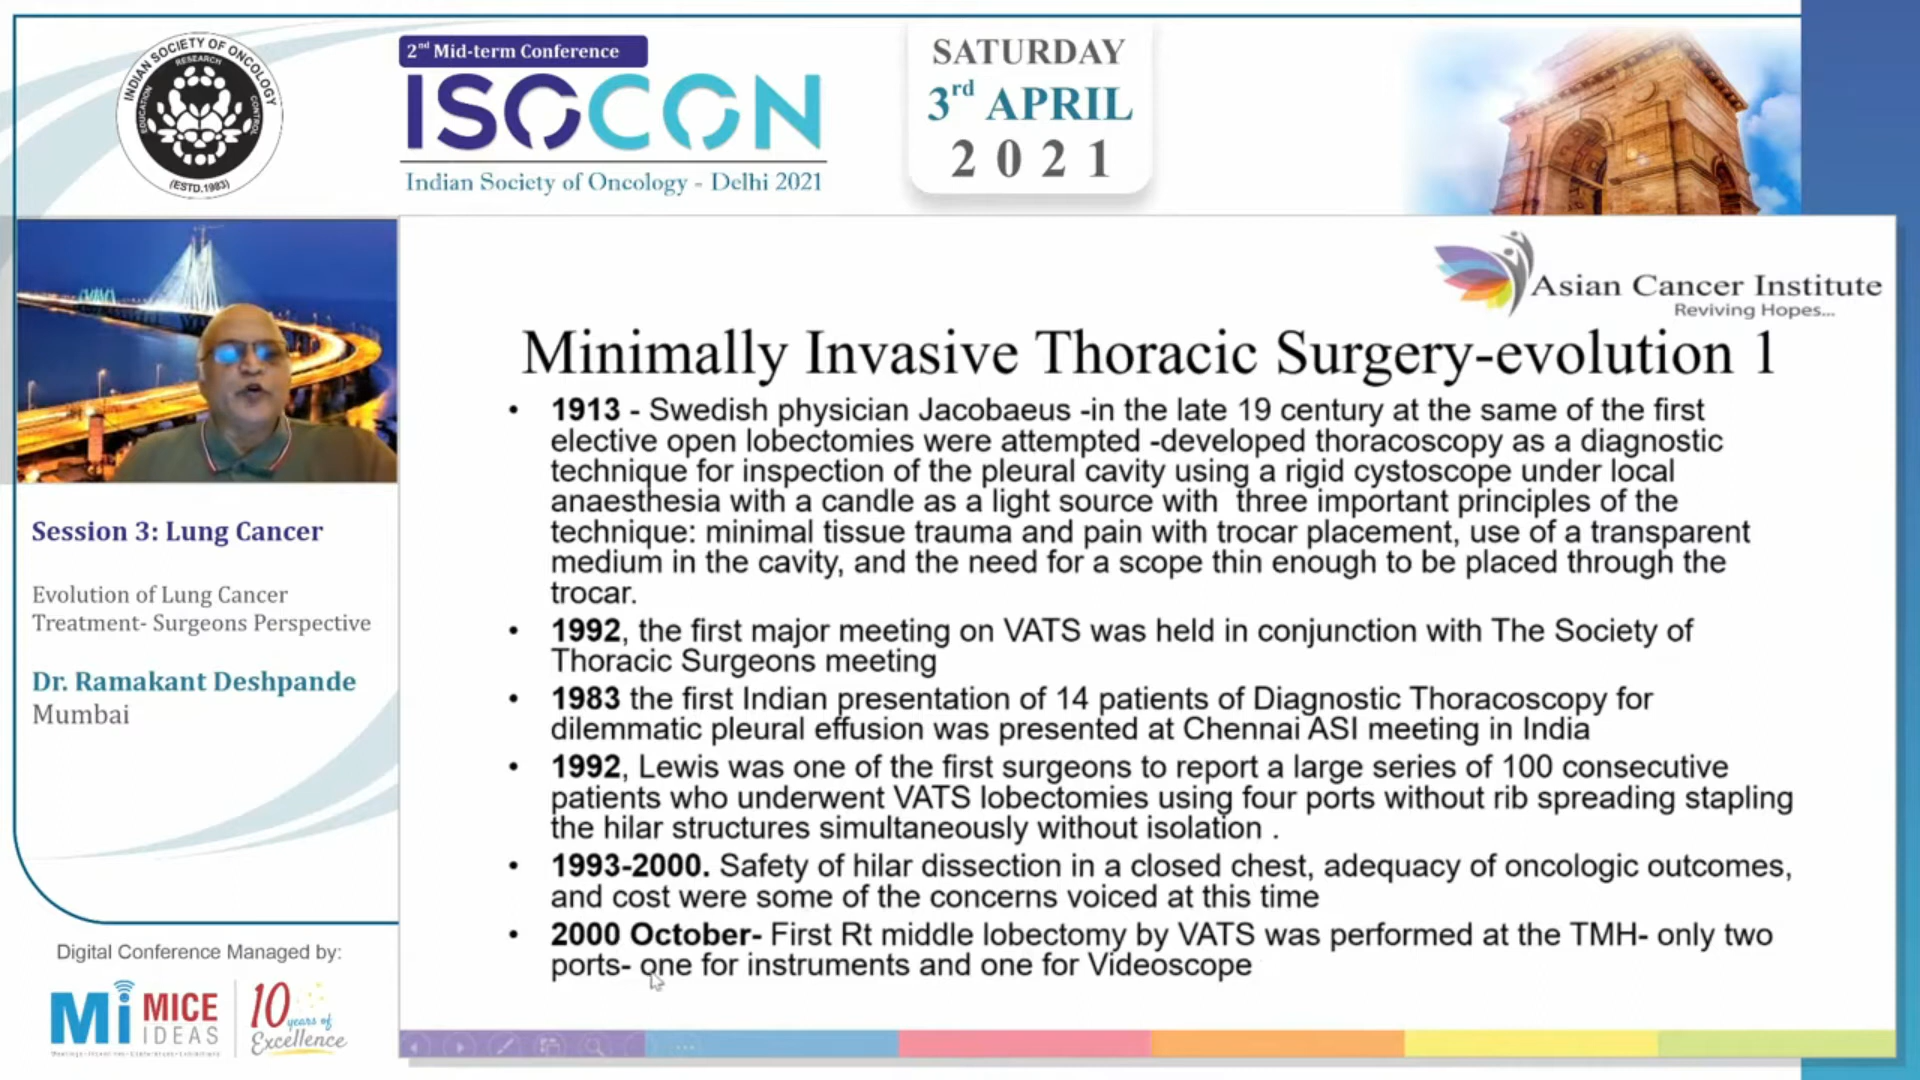 INDIAN SOCIETY OF ONCOLOGY
RESEARCH
EDUCATION
CONTROL
(ESTD.1983)
2nd Mid-term Conference
ISOCON
Indian Society of Oncology - Delhi 2021
SATURDAY
3rd APRIL
2021
Asian Cancer Institute
Reviving Hopes...
Session 3: Lung Cancer
Evolution of Lung Cancer
Treatment- Surgeons Perspective
Dr. Ramakant Deshpande
Mumbai
Digital Conference Managed by:
Mi MICE
IDEAS
10
years of
Excellence
Minimally Invasive Thoracic Surgery-evolution 1
• 1913 - Swedish physician Jacobaeus -in the late 19 century at the same of the first
elective open lobectomies were attempted -developed thoracoscopy as a diagnostic
technique for inspection of the pleural cavity using a rigid cystoscope under local
anaesthesia with a candle as a light source with three important principles of the
technique: minimal tissue trauma and pain with trocar placement, use of a transparent
medium in the cavity, and the need for a scope thin enough to be placed through the
trocar.
• 1992, the first major meeting on VATS was held in conjunction with The Society of
Thoracic Surgeons meeting
• 1983 the first Indian presentation of 14 patients of Diagnostic Thoracoscopy for
dilemmatic pleural effusion was presented at Chennai ASI meeting in India
• 1992, Lewis was one of the first surgeons to report a large series of 100 consecutive
patients who underwent VATS lobectomies using four ports without rib spreading stapling
the hilar structures simultaneously without isolation .
• 1993-2000. Safety of hilar dissection in a closed chest, adequacy of oncologic outcomes,
and cost were some of the concerns voiced at this time
• 2000 October- First Rt middle lobectomy by VATS was performed at the TMH- only two
ports- one for instruments and one for Videoscope